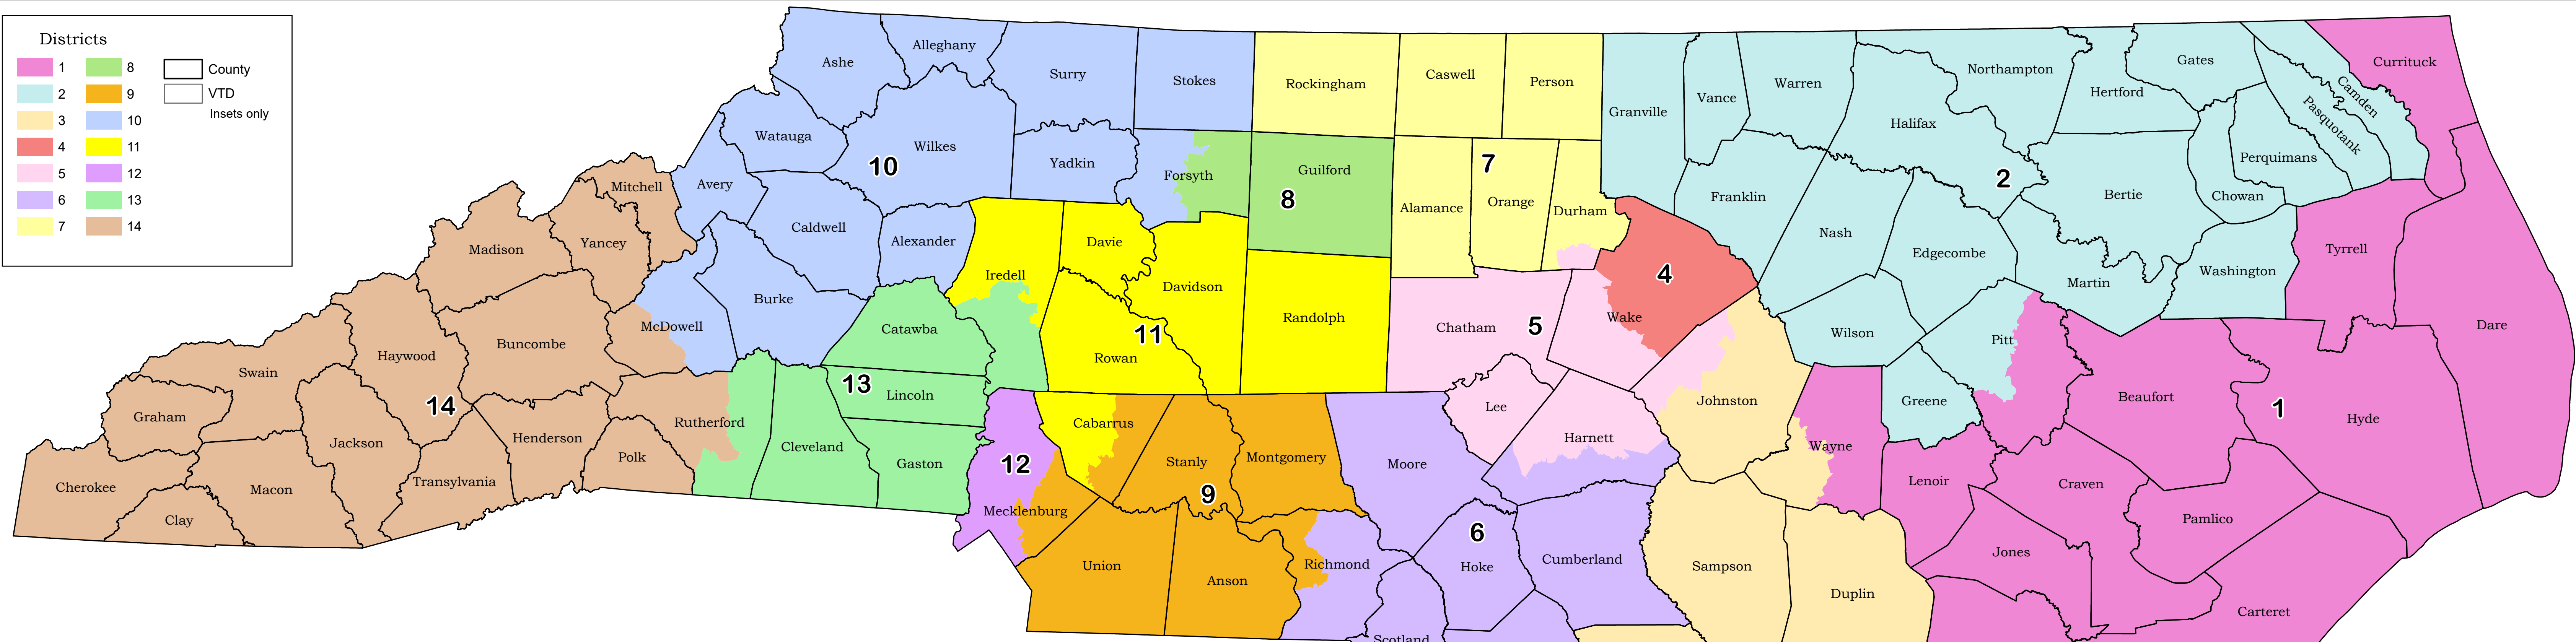 Districts
1 8 County
2 9 VTD
3 10 Insets only
4 11
5 12
6 13
7 14
Ashe
Alleghany
Surry
Stokes
Rockingham
Caswell
Person
Granville
Vance
Warren
Northampton
Hertford
Gates
Camden
Pasquotank
Currituck
Watauga
Wilkes
10
Yadkin
Forsyth
Guilford
8
7
Alamance
Orange
Durham
Franklin
Halifax
2
Bertie
Perquimans
Chowan
Mitchell
Avery
Caldwell
Alexander
Iredell
Davie
Davidson
Randolph
Nash
Edgecombe
Martin
Washington
Tyrrell
Dare
Madison
Yancey
McDowell
Burke
Catawba
11
Rowan
Chatham
5
4
Wake
Wilson
Pitt
Swain
Haywood
Buncombe
13
Lincoln
Graham
14
Jackson
Henderson
Rutherford
Polk
Cleveland
Gaston
12
Cabarrus
Stanly
Montgomery
Moore
Lee
Harnett
Johnston
Wayne
Greene
Beaufort
1
Hyde
Cherokee
Clay
Macon
Transylvania
Mecklenburg
9
6
Lenoir
Craven
Pamlico
Union
Anson
Richmond
Hoke
Cumberland
Sampson
Duplin
Jones
Carteret
Scotland